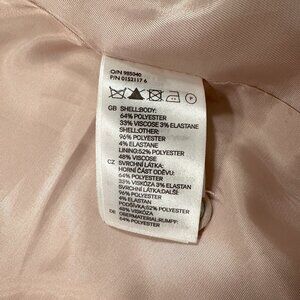 O/N 985040
P/N 0152117 6
GB SHELL:BODY:
64% POLYESTER
33% VISCOSE 3% ELASTANE
SHELL:OTHER:
96% POLYESTER
4% ELASTANE
LINING:52% POLYESTER
48% VISCOSE
CZ SVRCHNÍ LÁTKA:
HORNÍ ČÁST ODĚVU:
64% POLYESTER
33% VISKÓZA 3% ELASTAN
SVRCHNÍ LÁTKA:DALŠÍ:
96% POLYESTER
4% ELASTAN
PODŠÍVKA:52% POLYESTER
48% VISKÓZA
DE OBERMATERIAL:RUMPF:
64% POLYESTER